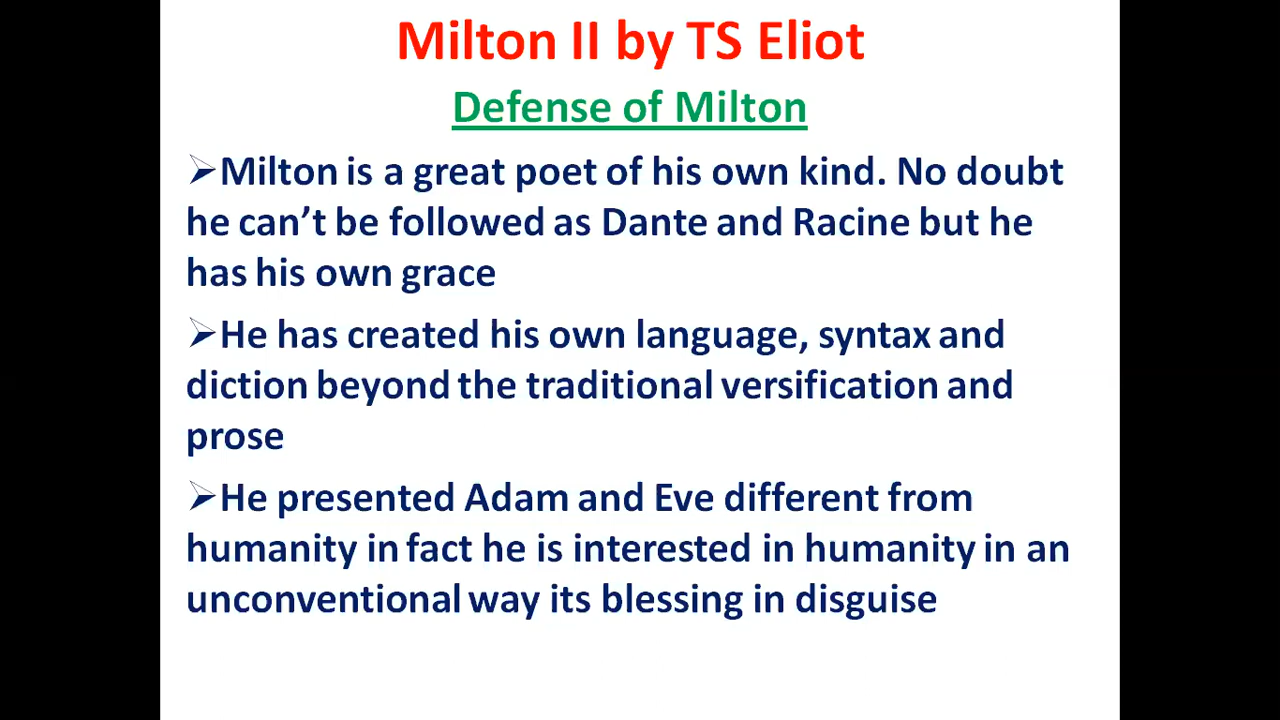 Milton II by TS Eliot
Defense of Milton
➢Milton is a great poet of his own kind. No doubt
he can’t be followed as Dante and Racine but he
has his own grace
➢He has created his own language, syntax and
diction beyond the traditional versification and
prose
➢He presented Adam and Eve different from
humanity in fact he is interested in humanity in an
unconventional way its blessing in disguise